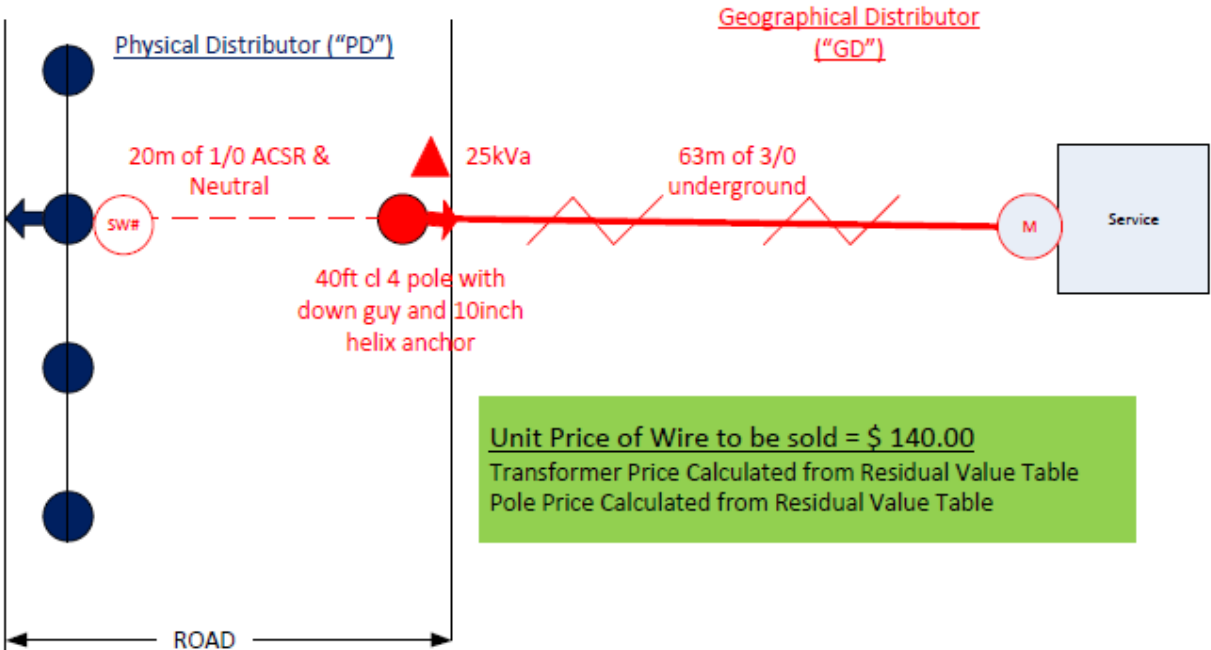 Physical Distributor (“PD”)
Geographical Distributor
(“GD”)
20m of 1/0 ACSR &
Neutral
25kVa
63m of 3/0
underground
SW#
M
Service
40ft cl 4 pole with
down guy and 10inch
helix anchor
Unit Price of Wire to be sold = $ 140.00
Transformer Price Calculated from Residual Value Table
Pole Price Calculated from Residual Value Table
ROAD